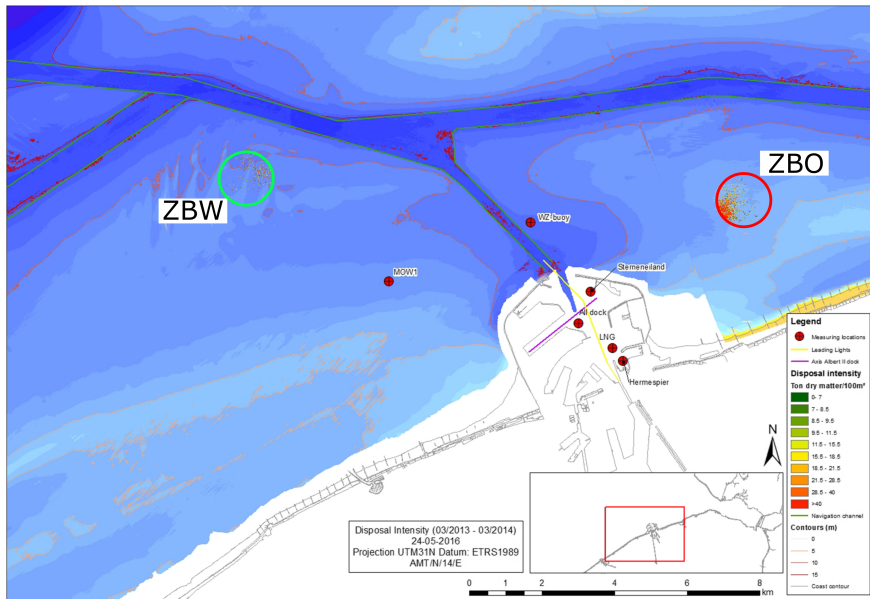 ZBO
ZBW
WZ-buoy
MOW1
Sterneneiland
All dock
LNG
Hermespier
Legend
Measuring locations
Leading Lights
Axis Albert II dock
Disposal intensity
Ton dry matter/100m²
0- 7
7 - 8.5
8.5 - 9.5
9.5 - 11.5
11.5 - 15.5
15.5 - 18.5
18.5 - 21.5
21.5 - 28.5
28.5 - 40
>40
Navigation channel
Contours (m)
0
5
10
15
Coast contour
N
Disposal Intensity (03/2013 - 03/2014)
24-05-2016
Projection UTM31N Datum: ETRS1989
AMT/N/14/E
0 1 2 4 6 8
km